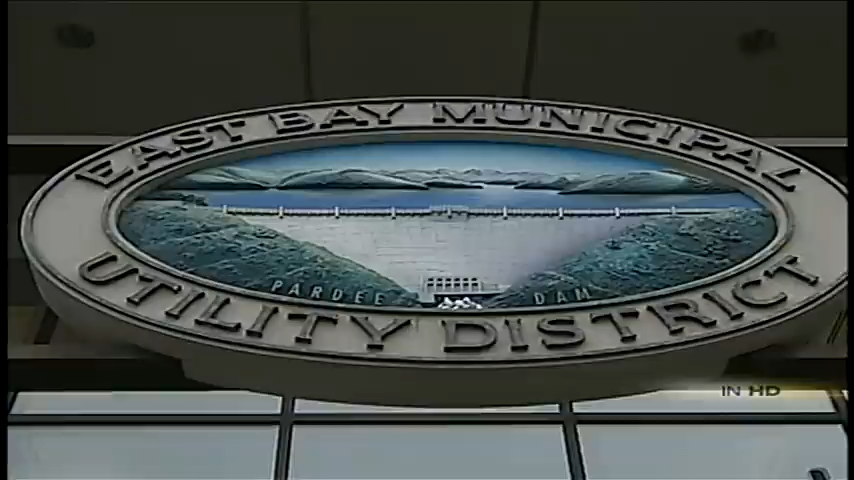 EAST BAY MUNICIPAL
PARDEE DAM
UTILITY DISTRICT
IN HD